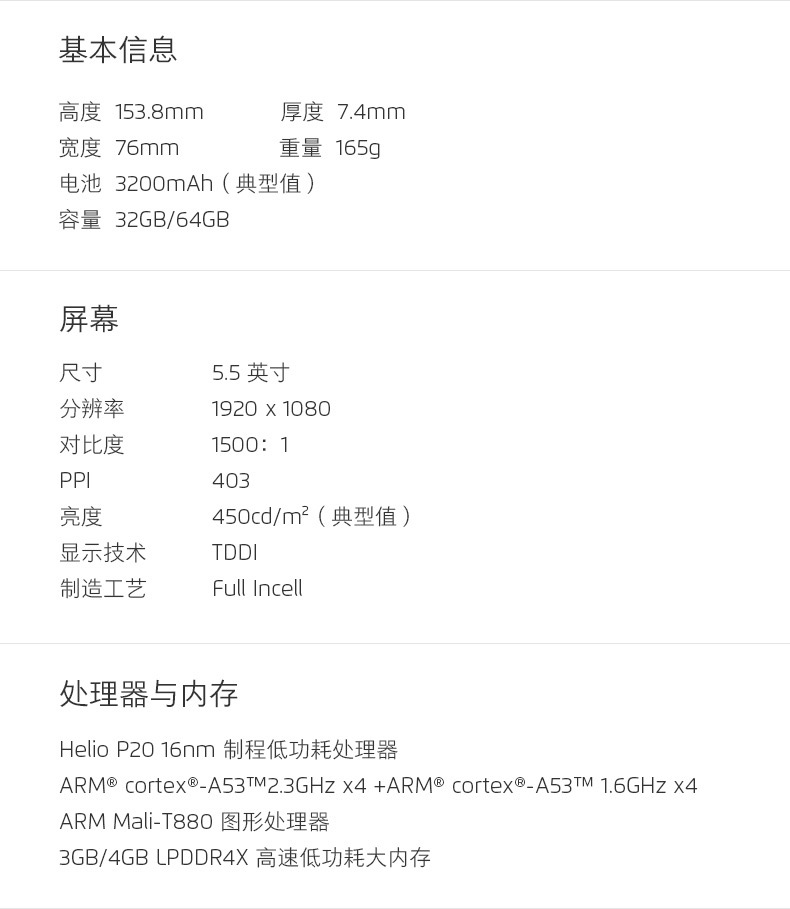 基本信息
高度 153.8mm 厚度 7.4mm
宽度 76mm 重量 165g
电池 3200mAh（典型值）
容量 32GB/64GB
屏幕
尺寸 5.5 英寸
分辨率 1920 x 1080
对比度 1500：1
PPI 403
亮度 450cd/m²（典型值）
显示技术 TDDI
制造工艺 Full Incell
处理器与内存
Helio P20 16nm 制程低功耗处理器
ARM® cortex®-A53™2.3GHz x4 +ARM® cortex®-A53™ 1.6GHz x4
ARM Mali-T880 图形处理器
3GB/4GB LPDDR4X 高速低功耗大内存